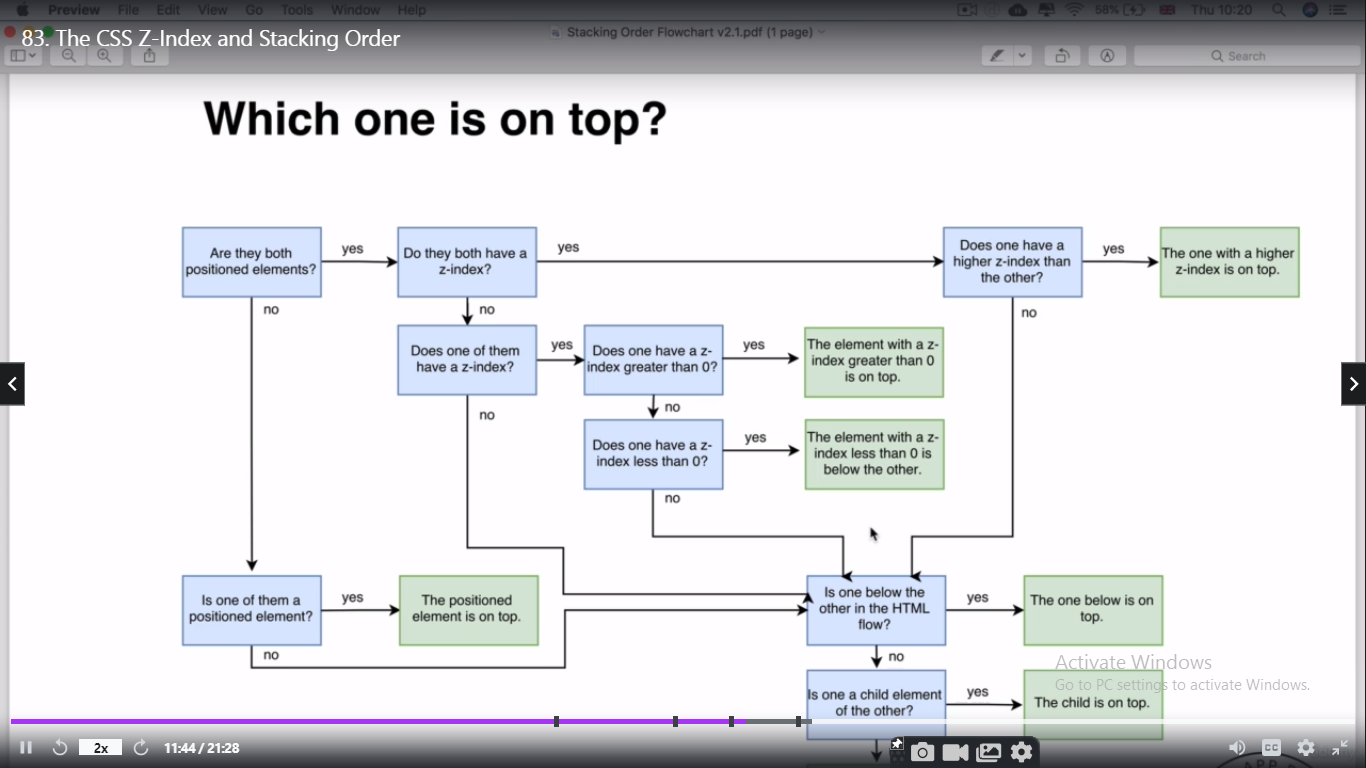 Preview File Edit View Go Tools Window Help 58% Thu 10:20
83. The CSS Z-Index and Stacking Order
Stacking Order Flowchart v2.1.pdf (1 page)
Search
Which one is on top?
Are they both
positioned elements?
yes
no
Do they both have a
z-index?
yes
no
Does one have a
higher z-index than
the other?
yes
no
The one with a higher
z-index is on top.
Does one of them
have a z-index?
yes
no
Does one have a z-
index greater than 0?
yes
no
The element with a z-
index greater than 0
is on top.
Does one have a z-
index less than 0?
yes
no
The element with a z-
index less than 0 is
below the other.
Is one of them a
positioned element?
yes
no
The positioned
element is on top.
Is one below the
other in the HTML
flow?
yes
no
The one below is on
top.
Is one a child element
of the other?
yes
The child is on top.
Activate Windows
Go to PC settings to activate Windows.
2x 11:44 / 21:28
CC